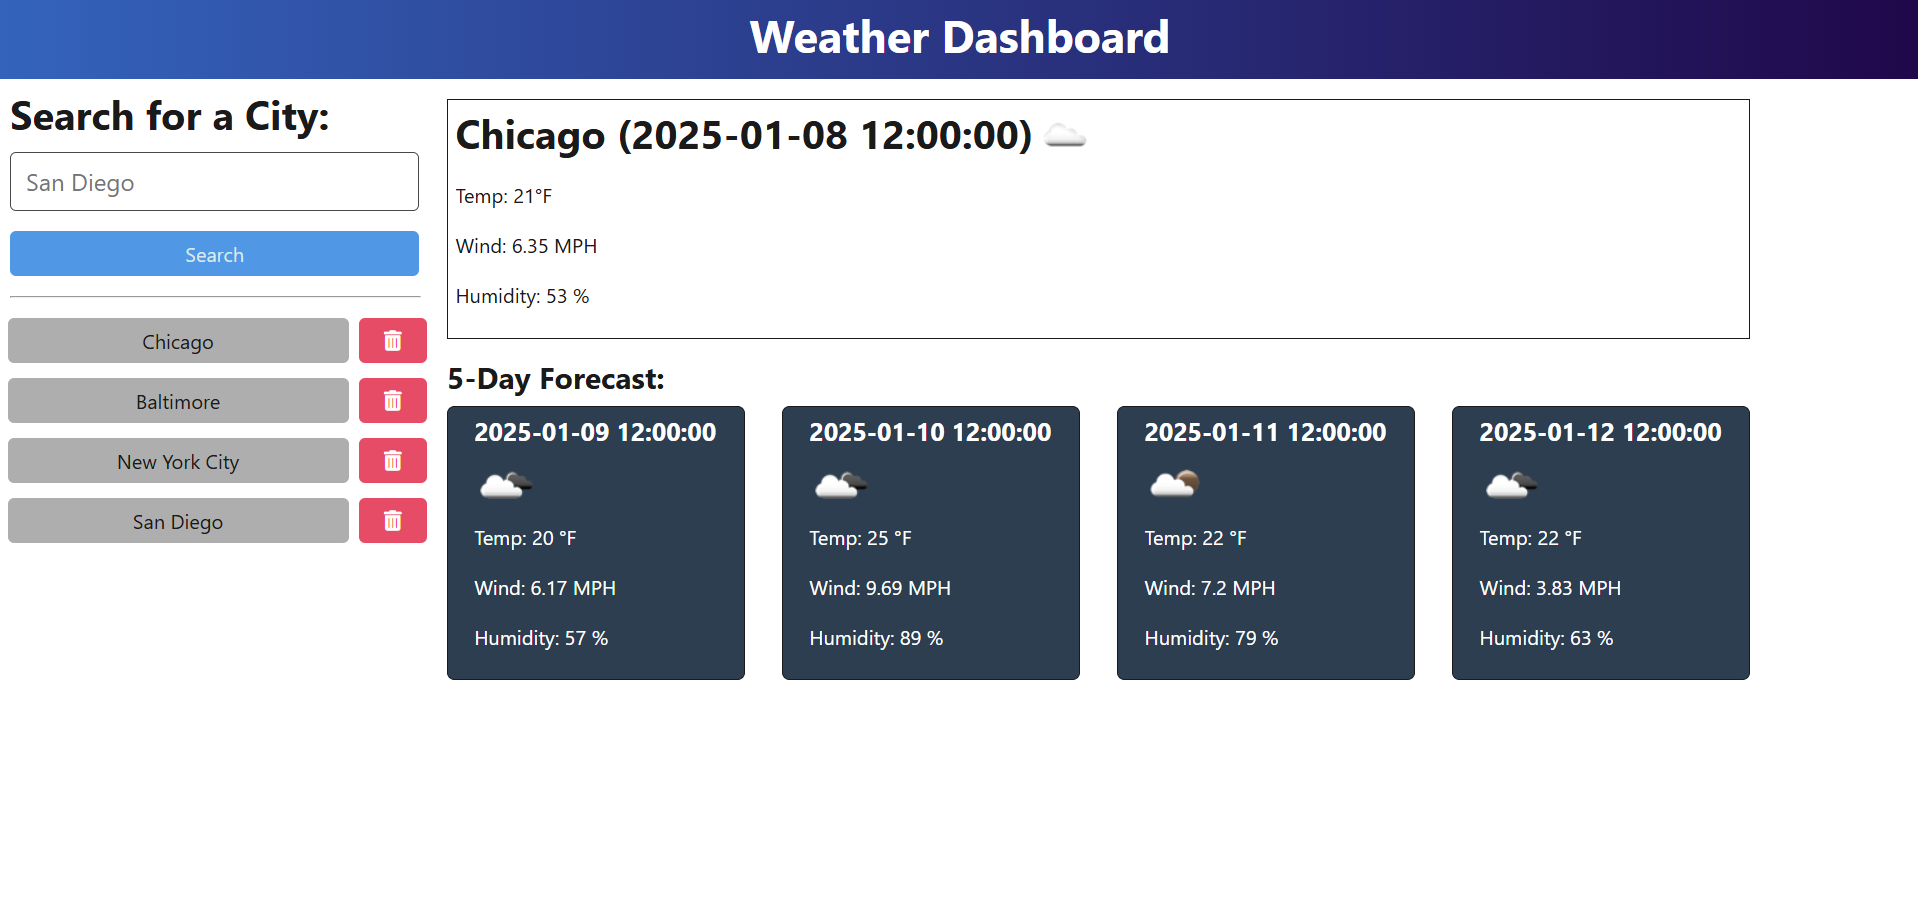 Weather Dashboard
Search for a City:
San Diego
Search
Chicago
Baltimore
New York City
San Diego
Chicago (2025-01-08 12:00:00)
Temp: 21°F
Wind: 6.35 MPH
Humidity: 53 %
5-Day Forecast:
2025-01-09 12:00:00
Temp: 20 °F
Wind: 6.17 MPH
Humidity: 57 %
2025-01-10 12:00:00
Temp: 25 °F
Wind: 9.69 MPH
Humidity: 89 %
2025-01-11 12:00:00
Temp: 22 °F
Wind: 7.2 MPH
Humidity: 79 %
2025-01-12 12:00:00
Temp: 22 °F
Wind: 3.83 MPH
Humidity: 63 %